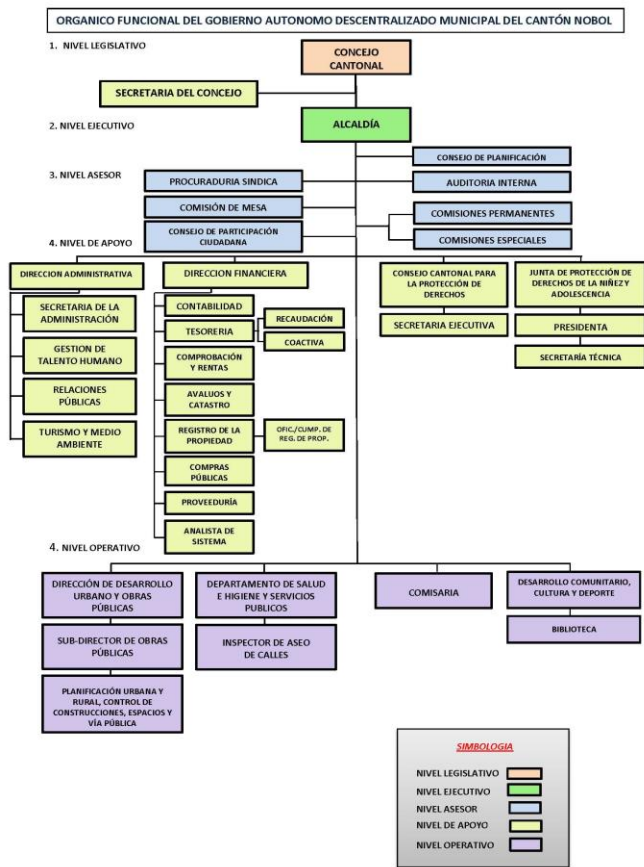 ORGANICO FUNCIONAL DEL GOBIERNO AUTONOMO DESCENTRALIZADO MUNICIPAL DEL CANTÓN NOBOL
1. NIVEL LEGISLATIVO
CONCEJO
CANTONAL
SECRETARIA DEL CONCEJO
2. NIVEL EJECUTIVO
ALCALDÍA
CONSEJO DE PLANIFICACIÓN
3. NIVEL ASESOR
PROCURADURIA SINDICA
AUDITORIA INTERNA
COMISIÓN DE MESA
COMISIONES PERMANENTES
CONSEJO DE PARTICIPACIÓN
CIUDADANA
COMISIONES ESPECIALES
4. NIVEL DE APOYO
DIRECCION ADMINISTRATIVA
SECRETARIA DE LA
ADMINISTRACIÓN
GESTION DE
TALENTO HUMANO
RELACIONES
PÚBLICAS
TURISMO Y MEDIO
AMBIENTE
DIRECCION FINANCIERA
CONTABILIDAD
TESORERIA
RECAUDACIÓN
COACTIVA
COMPROBACIÓN
Y RENTAS
AVALUOS Y
CATASTRO
REGISTRO DE LA
PROPIEDAD
OFIC./CUMP. DE
REG. DE PROP.
COMPRAS
PÚBLICAS
PROVEEDURÍA
ANALISTA DE
SISTEMA
CONSEJO CANTONAL PARA
LA PROTECCIÓN DE
DERECHOS
SECRETARIA EJECUTIVA
JUNTA DE PROTECCIÓN DE
DERECHOS DE LA NIÑEZ Y
ADOLESCENCIA
PRESIDENTA
SECRETARÍA TÉCNICA
4. NIVEL OPERATIVO
DIRECCIÓN DE DESARROLLO
URBANO Y OBRAS
PÚBLICAS
SUB-DIRECTOR DE OBRAS
PÚBLICAS
PLANIFICACIÓN URBANA Y
RURAL, CONTROL DE
CONSTRUCCIONES, ESPACIOS Y
VÍA PÚBLICA
DEPARTAMENTO DE SALUD
E HIGIENE Y SERVICIOS
PUBLICOS
INSPECTOR DE ASEO
DE CALLES
COMISARIA
DESARROLLO COMUNITARIO,
CULTURA Y DEPORTE
BIBLIOTECA
SIMBOLOGIA
NIVEL LEGISLATIVO
NIVEL EJECUTIVO
NIVEL ASESOR
NIVEL DE APOYO
NIVEL OPERATIVO